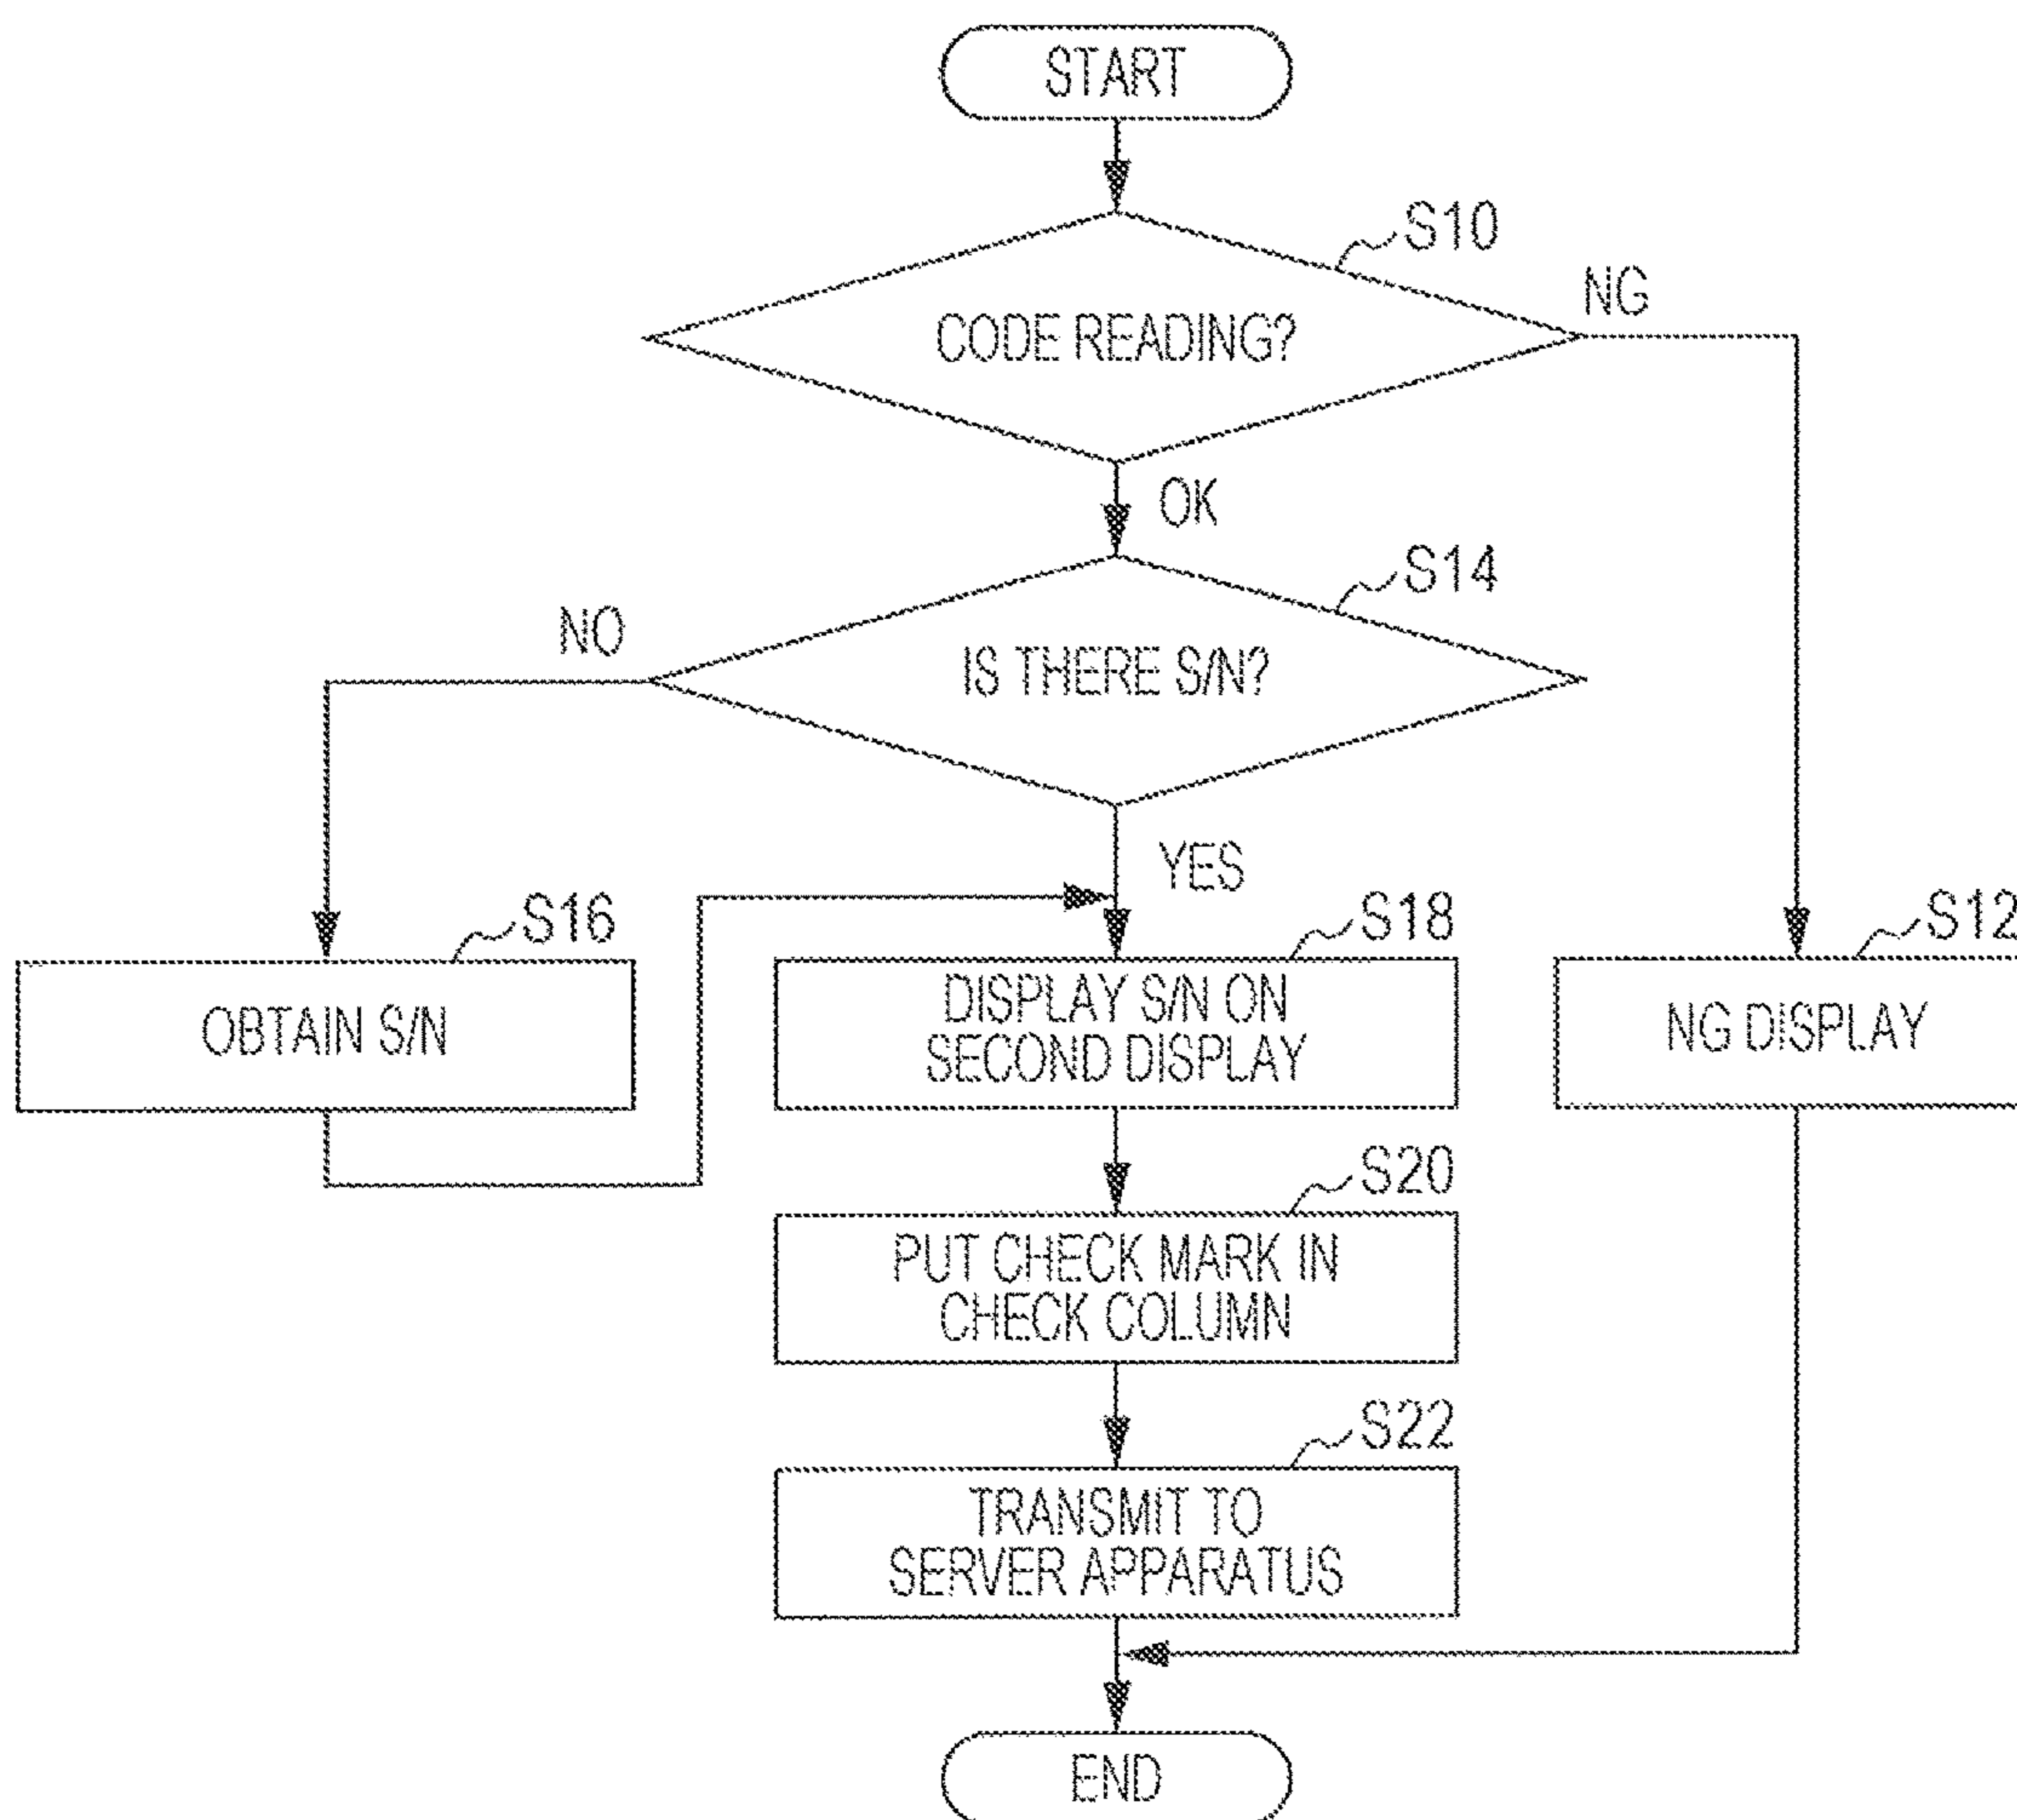 START
S10
CODE READING?
NG
OK
S14
NO
IS THERE S/N?
YES
S16
OBTAIN S/N
S18
DISPLAY S/N ON
SECOND DISPLAY
S12
NG DISPLAY
S20
PUT CHECK MARK IN
CHECK COLUMN
S22
TRANSMIT TO
SERVER APPARATUS
END